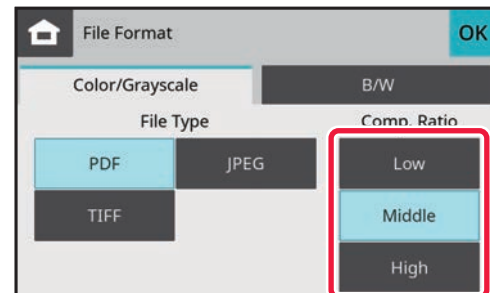 File Format
OK
Color/Grayscale
B/W
File Type
Comp. Ratio
PDF
JPEG
Low
TIFF
Middle
High